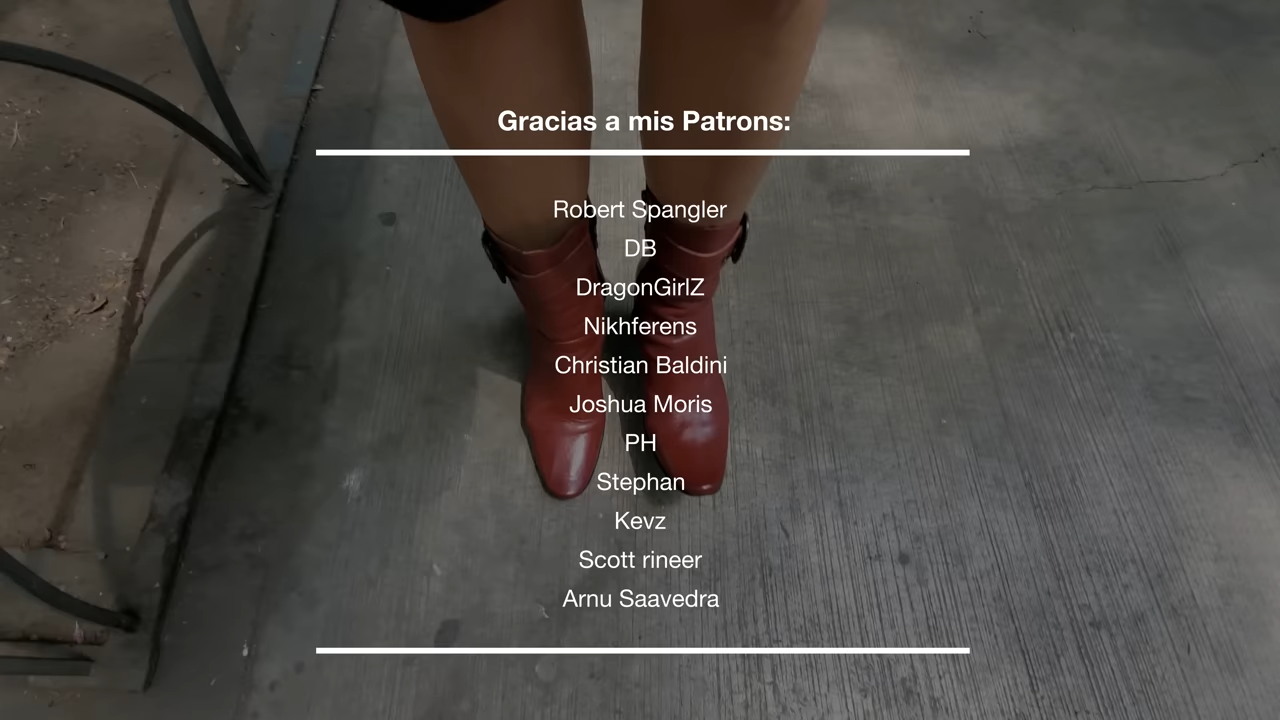 Gracias a mis Patrons:
Robert Spangler
DB
DragonGirlZ
Nikhferens
Christian Baldini
Joshua Moris
PH
Stephan
Kevz
Scott rineer
Arnu Saavedra